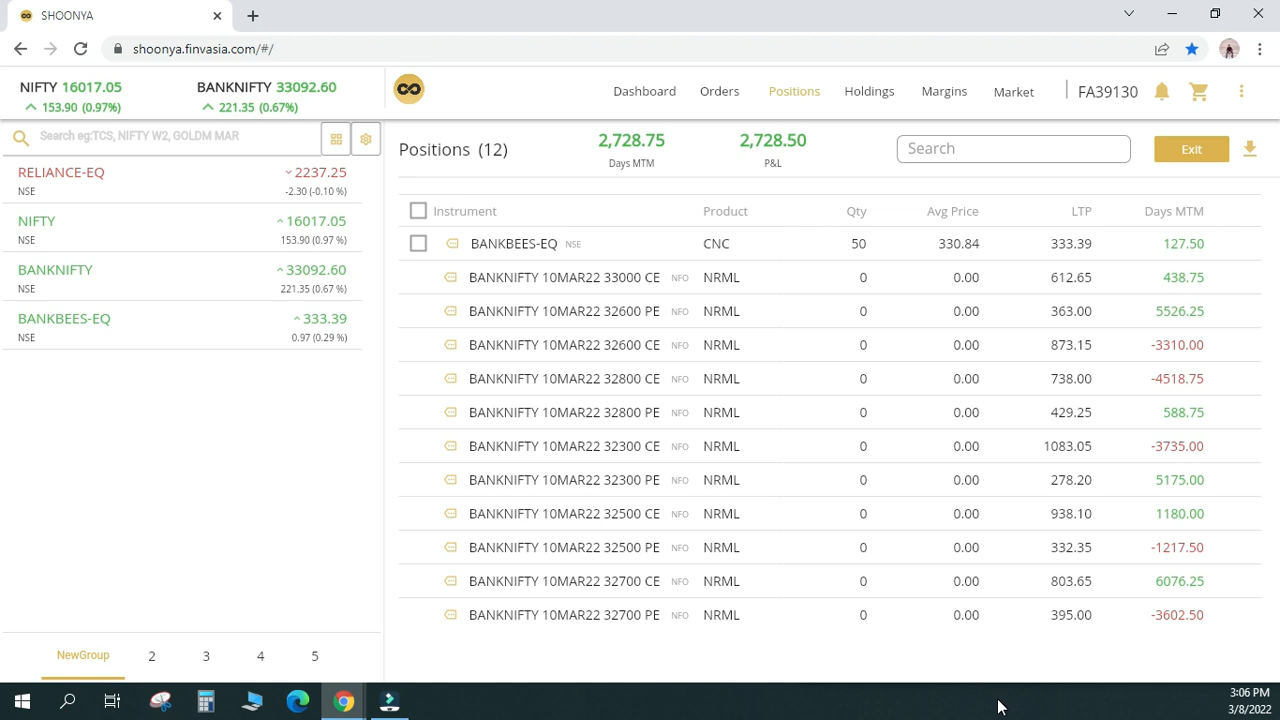 SHOONYA
shoonya.finvasia.com/#/
NIFTY 16017.05
153.90 (0.97%)
BANKNIFTY 33092.60
221.35 (0.67%)
Dashboard Orders Positions Holdings Margins Market FA39130
Search eg:TCS, NIFTY W2, GOLDM MAR
RELIANCE-EQ 2237.25
NSE -2.30 (-0.10 %)
NIFTY 16017.05
NSE 153.90 (0.97 %)
BANKNIFTY 33092.60
NSE 221.35 (0.67 %)
BANKBEES-EQ 333.39
NSE 0.97 (0.29 %)
NewGroup 2 3 4 5
Positions (12)
2,728.75
Days MTM
2,728.50
P&L
Search
Exit
Instrument Product Qty Avg Price LTP Days MTM
BANKBEES-EQ NSE CNC 50 330.84 333.39 127.50
BANKNIFTY 10MAR22 33000 CE NFO NRML 0 0.00 612.65 438.75
BANKNIFTY 10MAR22 32600 PE NFO NRML 0 0.00 363.00 5526.25
BANKNIFTY 10MAR22 32600 CE NFO NRML 0 0.00 873.15 -3310.00
BANKNIFTY 10MAR22 32800 CE NFO NRML 0 0.00 738.00 -4518.75
BANKNIFTY 10MAR22 32800 PE NFO NRML 0 0.00 429.25 588.75
BANKNIFTY 10MAR22 32300 CE NFO NRML 0 0.00 1083.05 -3735.00
BANKNIFTY 10MAR22 32300 PE NFO NRML 0 0.00 278.20 5175.00
BANKNIFTY 10MAR22 32500 CE NFO NRML 0 0.00 938.10 1180.00
BANKNIFTY 10MAR22 32500 PE NFO NRML 0 0.00 332.35 -1217.50
BANKNIFTY 10MAR22 32700 CE NFO NRML 0 0.00 803.65 6076.25
BANKNIFTY 10MAR22 32700 PE NFO NRML 0 0.00 395.00 -3602.50
3:06 PM
3/8/2022